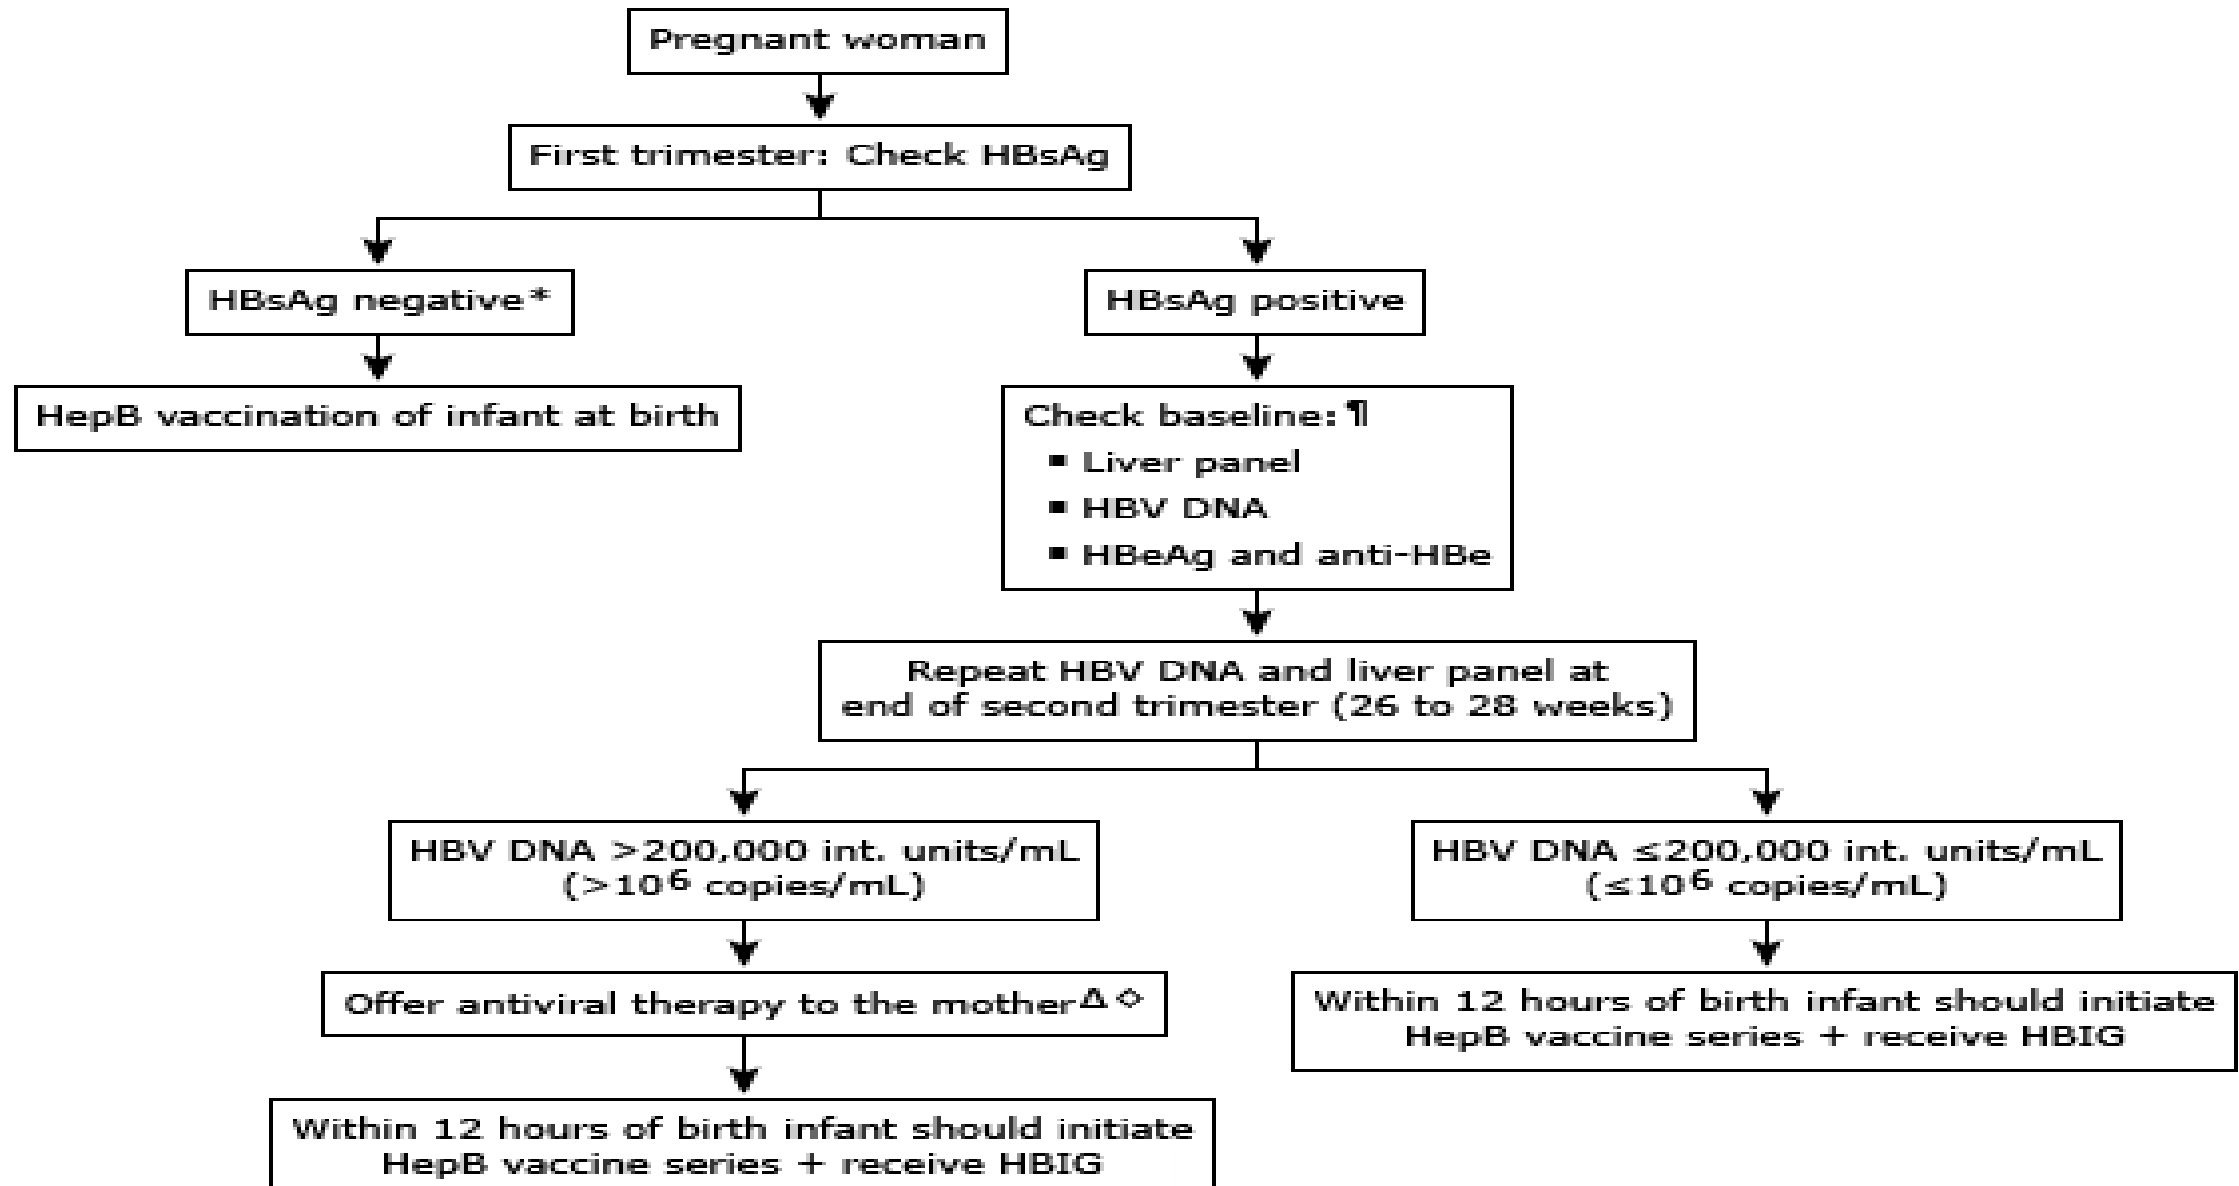 Pregnant woman
First trimester: Check HBsAg
HBsAg negative*
HBsAg positive
HepB vaccination of infant at birth
Check baseline:¶
▪ Liver panel
▪ HBV DNA
▪ HBeAg and anti-HBe
Repeat HBV DNA and liver panel at
end of second trimester (26 to 28 weeks)
HBV DNA >200,000 int. units/mL
(>10⁶ copies/mL)
HBV DNA ≤200,000 int. units/mL
(≤10⁶ copies/mL)
Offer antiviral therapy to the motherΔ◇
Within 12 hours of birth infant should initiate
HepB vaccine series + receive HBIG
Within 12 hours of birth infant should initiate
HepB vaccine series + receive HBIG